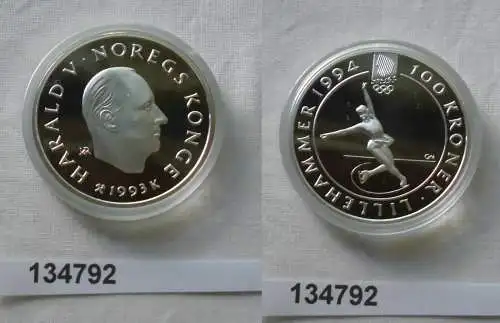 HARALD V · NOREGS KONGE
1993 K
134792
LILLEHAMMER 1994
100 KRONER ·
134792